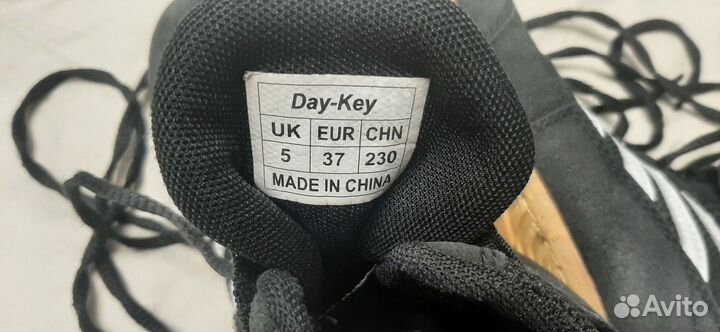 Day-Key
UK EUR CHN
5 37 230
MADE IN CHINA
Avito